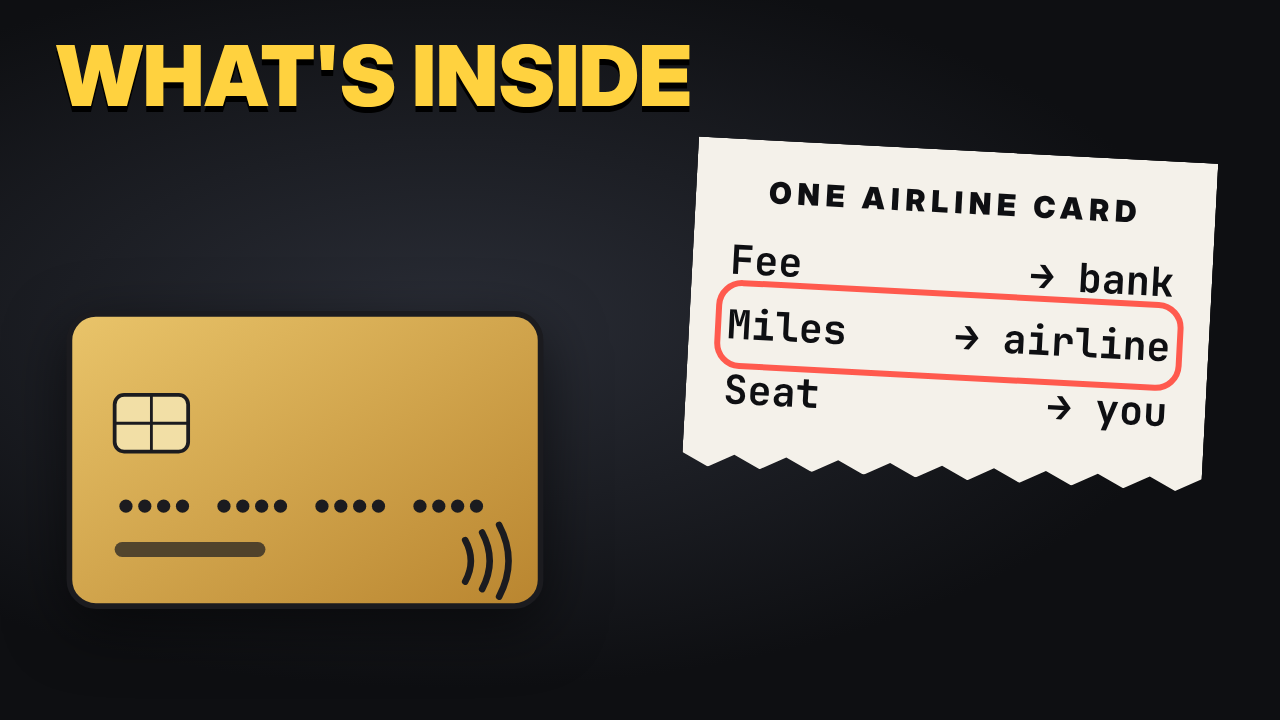 WHAT'S INSIDE
ONE AIRLINE CARD
Fee → bank
Miles → airline
Seat → you